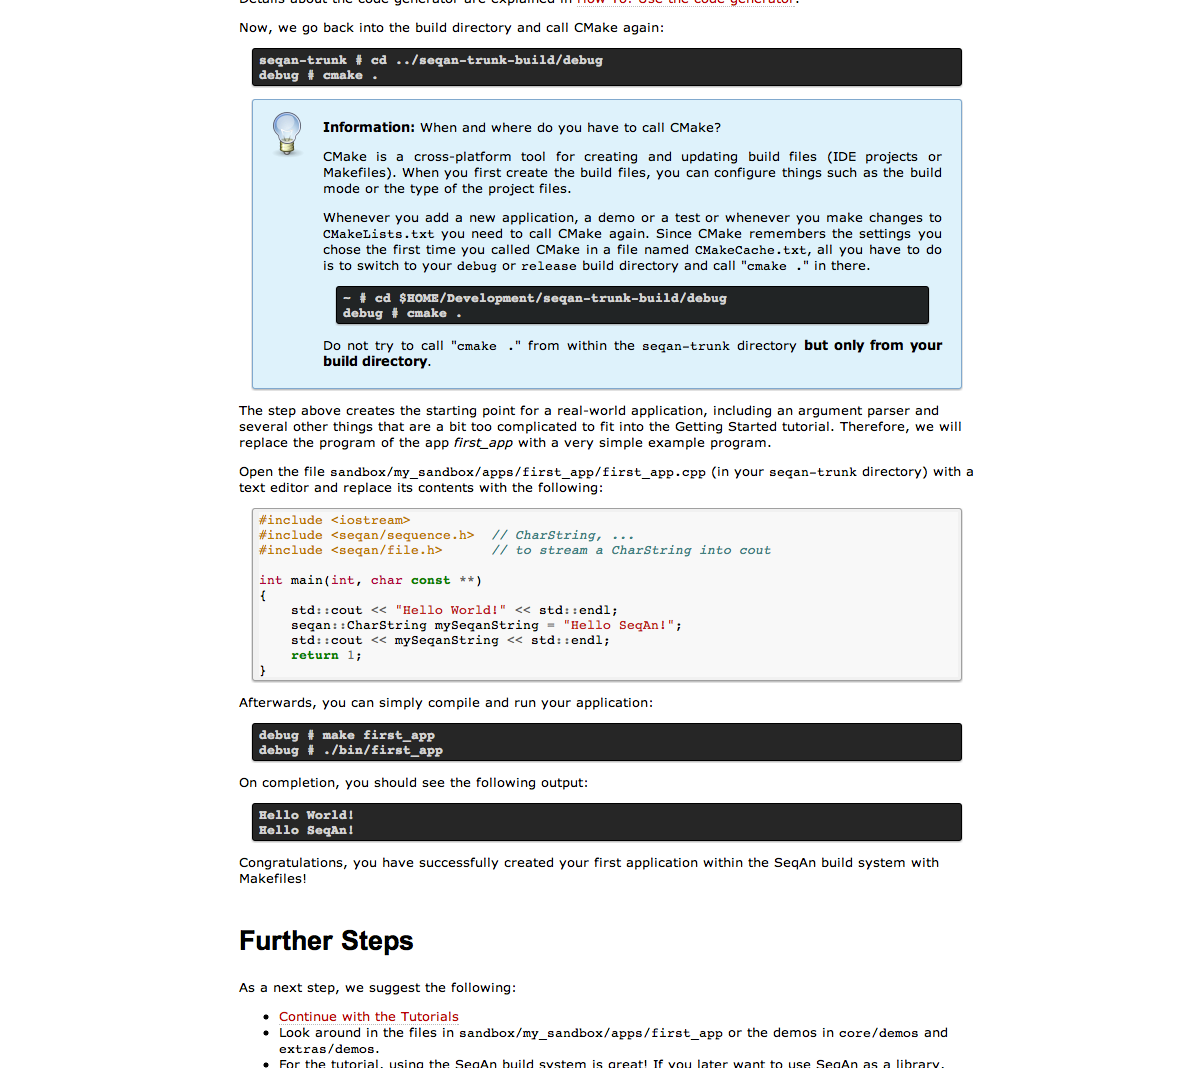 Details about the code generator are explained in How To: Use the code generator.
Now, we go back into the build directory and call CMake again:
seqan-trunk # cd ../seqan-trunk-build/debug
debug # cmake .
Information: When and where do you have to call CMake?
CMake is a cross-platform tool for creating and updating build files (IDE projects or
Makefiles). When you first create the build files, you can configure things such as the build
mode or the type of the project files.
Whenever you add a new application, a demo or a test or whenever you make changes to
CMakeLists.txt you need to call CMake again. Since CMake remembers the settings you
chose the first time you called CMake in a file named CMakeCache.txt, all you have to do
is to switch to your debug or release build directory and call "cmake ." in there.
~ # cd $HOME/Development/seqan-trunk-build/debug
debug # cmake .
Do not try to call "cmake ." from within the seqan-trunk directory but only from your
build directory.
The step above creates the starting point for a real-world application, including an argument parser and
several other things that are a bit too complicated to fit into the Getting Started tutorial. Therefore, we will
replace the program of the app first_app with a very simple example program.
Open the file sandbox/my_sandbox/apps/first_app/first_app.cpp (in your seqan-trunk directory) with a
text editor and replace its contents with the following:
#include <iostream>
#include <seqan/sequence.h>  // CharString, ...
#include <seqan/file.h>      // to stream a CharString into cout
int main(int, char const **)
{
    std::cout << "Hello World!" << std::endl;
    seqan::CharString mySeqanString = "Hello SeqAn!";
    std::cout << mySeqanString << std::endl;
    return 1;
}
Afterwards, you can simply compile and run your application:
debug # make first_app
debug # ./bin/first_app
On completion, you should see the following output:
Hello World!
Hello SeqAn!
Congratulations, you have successfully created your first application within the SeqAn build system with
Makefiles!
Further Steps
As a next step, we suggest the following:
• Continue with the Tutorials
• Look around in the files in sandbox/my_sandbox/apps/first_app or the demos in core/demos and
extras/demos.
• For the tutorial, using the SeqAn build system is great! If you later want to use SeqAn as a library,